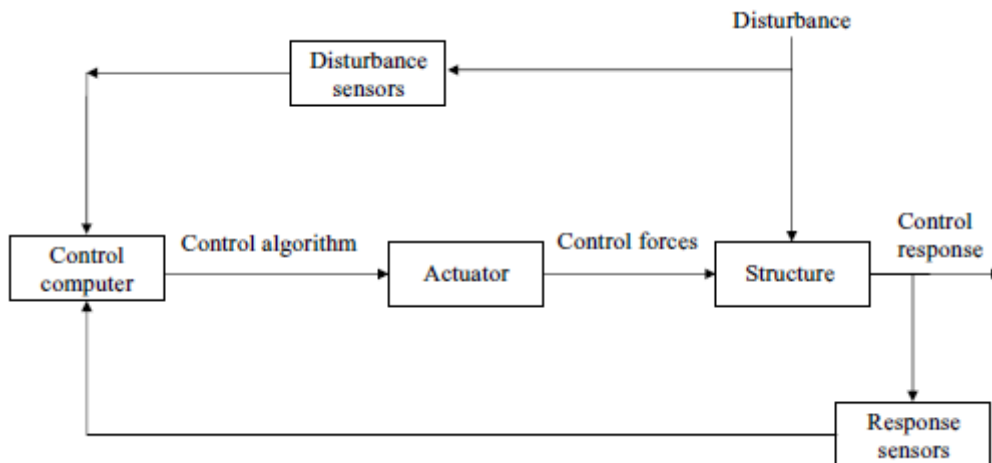 Disturbance
Disturbance
sensors
Control
computer
Control algorithm
Actuator
Control forces
Structure
Control
response
Response
sensors